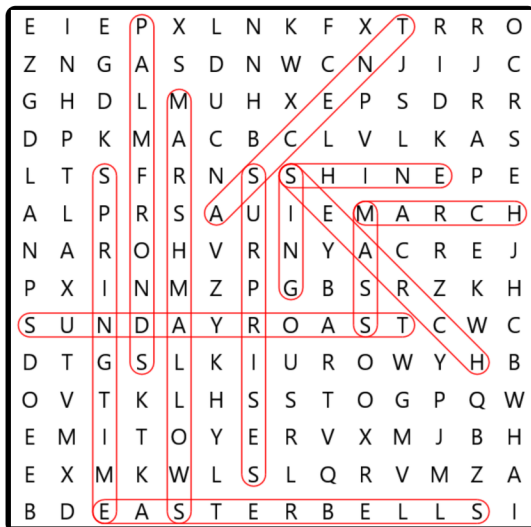 E I E P X L N K F X T R R O
Z N G A S D N W C N J I J C
G H D L M U H X E P S D R R
D P K M A C B C L V L K A S
L T S F R N S S H I N E P E
A L P R S A U I E M A R C H
N A R O H V R N Y A C R E J
P X I N M Z P G B S R Z K H
S U N D A Y R O A S T C W C
D T G S L K I U R O W Y H B
O V T K L H S S T O G P Q W
E M I T O Y E R V X M J B H
E X M K W L S L Q R V M Z A
B D E A S T E R B E L L S I